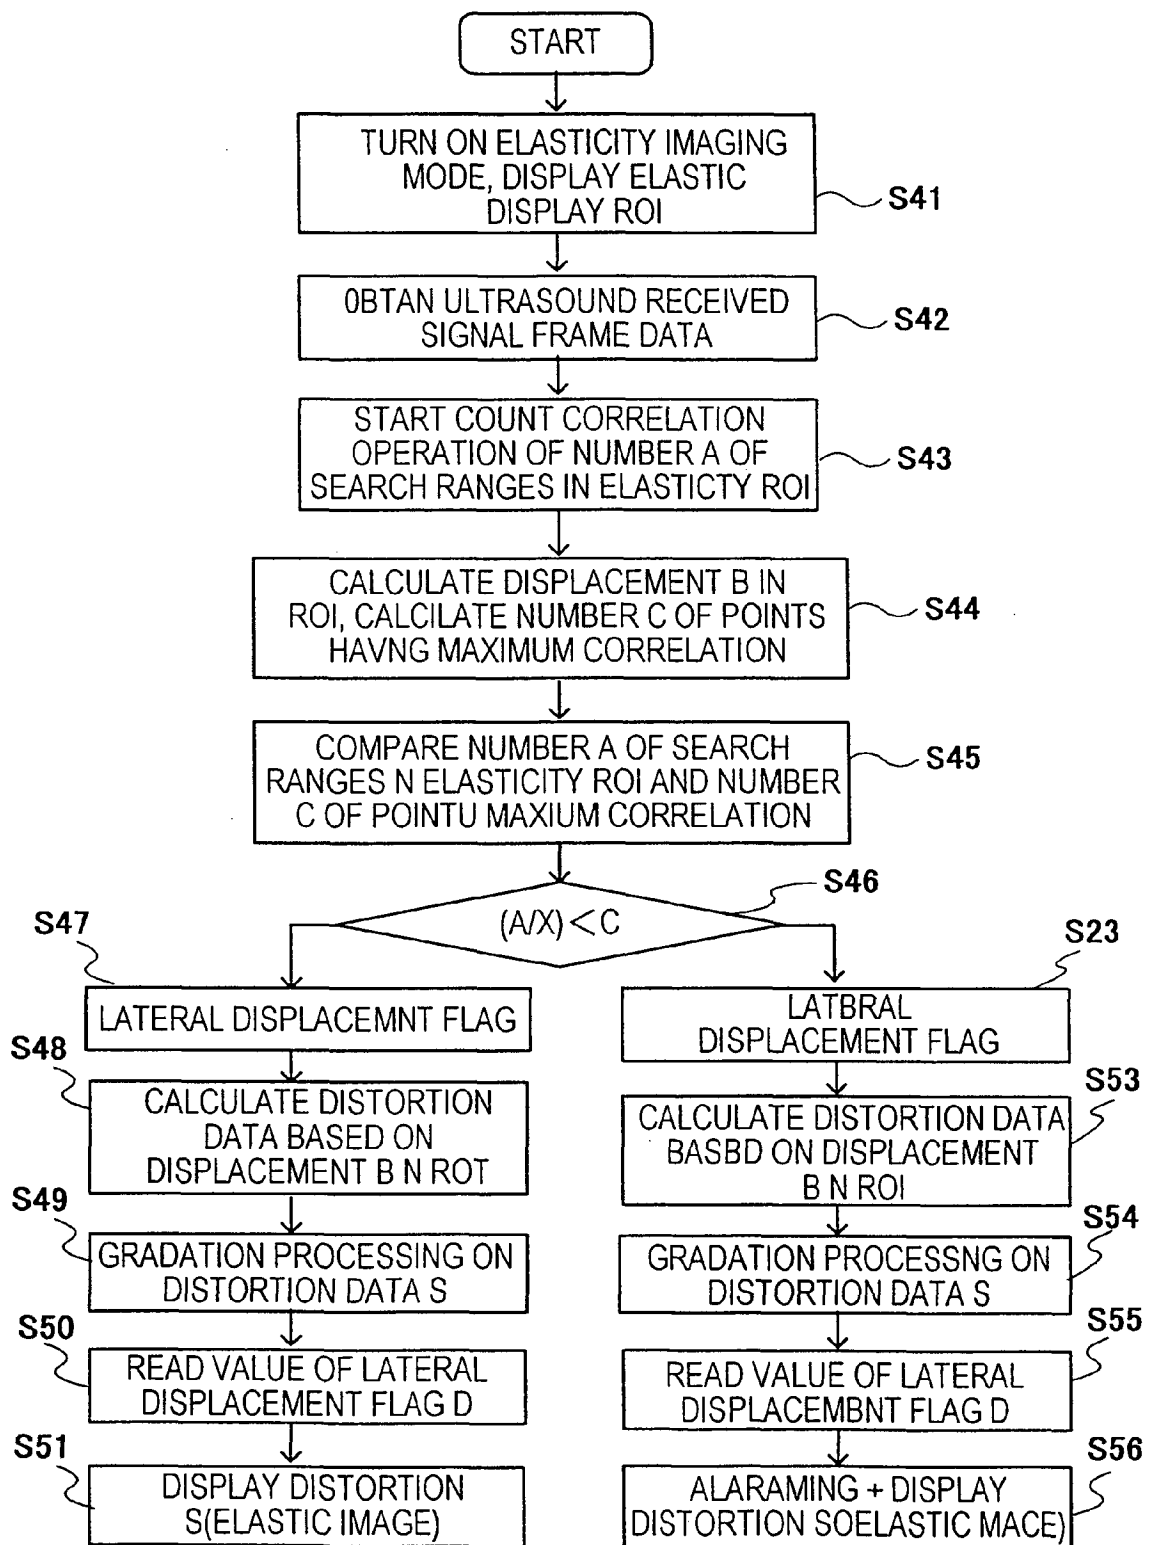 START
TURN ON ELASTICITY IMAGING
MODE, DISPLAY ELASTIC
DISPLAY ROI
S41
0BTAN ULTRASOUND RECEIVED
SIGNAL FRAME DATA
S42
START COUNT CORRELATION
OPERATION OF NUMBER A OF
SEARCH RANGES IN ELASTICTY ROI
S43
CALCULATE DISPLACEMENT B IN
ROI, CALCILATE NUMBER C OF POINTS
HAVNG MAXIMUM CORRELATION
S44
COMPARE NUMBER A OF SEARCH
RANGES N ELASTICITY ROI AND NUMBER
C OF POINTU MAXIUM CORRELATION
S45
(A/X)<C
S46
S47
LATERAL DISPLACEMNT FLAG
S48
CALCULATE DISTORTION
DATA BASED ON
DISPLACEMENT B N ROT
S49
GRADATION PROCESSING ON
DISTORTION DATA S
S50
READ VALUE OF LATERAL
DISPLACEMENT FLAG D
S51
DISPLAY DISTORTION
S(ELASTIC IMAGE)
S23
LATBRAL
DISPLACEMENT FLAG
S53
CALCULATE DISTORTION DATA
BASBD ON DISPLACEMENT
B N ROI
S54
GRADATION PROCESSNG ON
DISTORTION DATA S
S55
READ VALUE OF LATERAL
DISPLACEMBNT FLAG D
S56
ALARAMING + DISPLAY
DISTORTION SOELASTIC MACE)